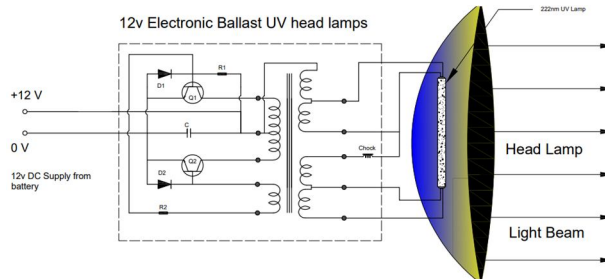 222nm UV Lamp
12v Electronic Ballast UV head lamps
D1
R1
Q1
+12 V
C
0 V
Q2
Chock
Head Lamp
12v DC Supply from
battery
D2
R2
Light Beam